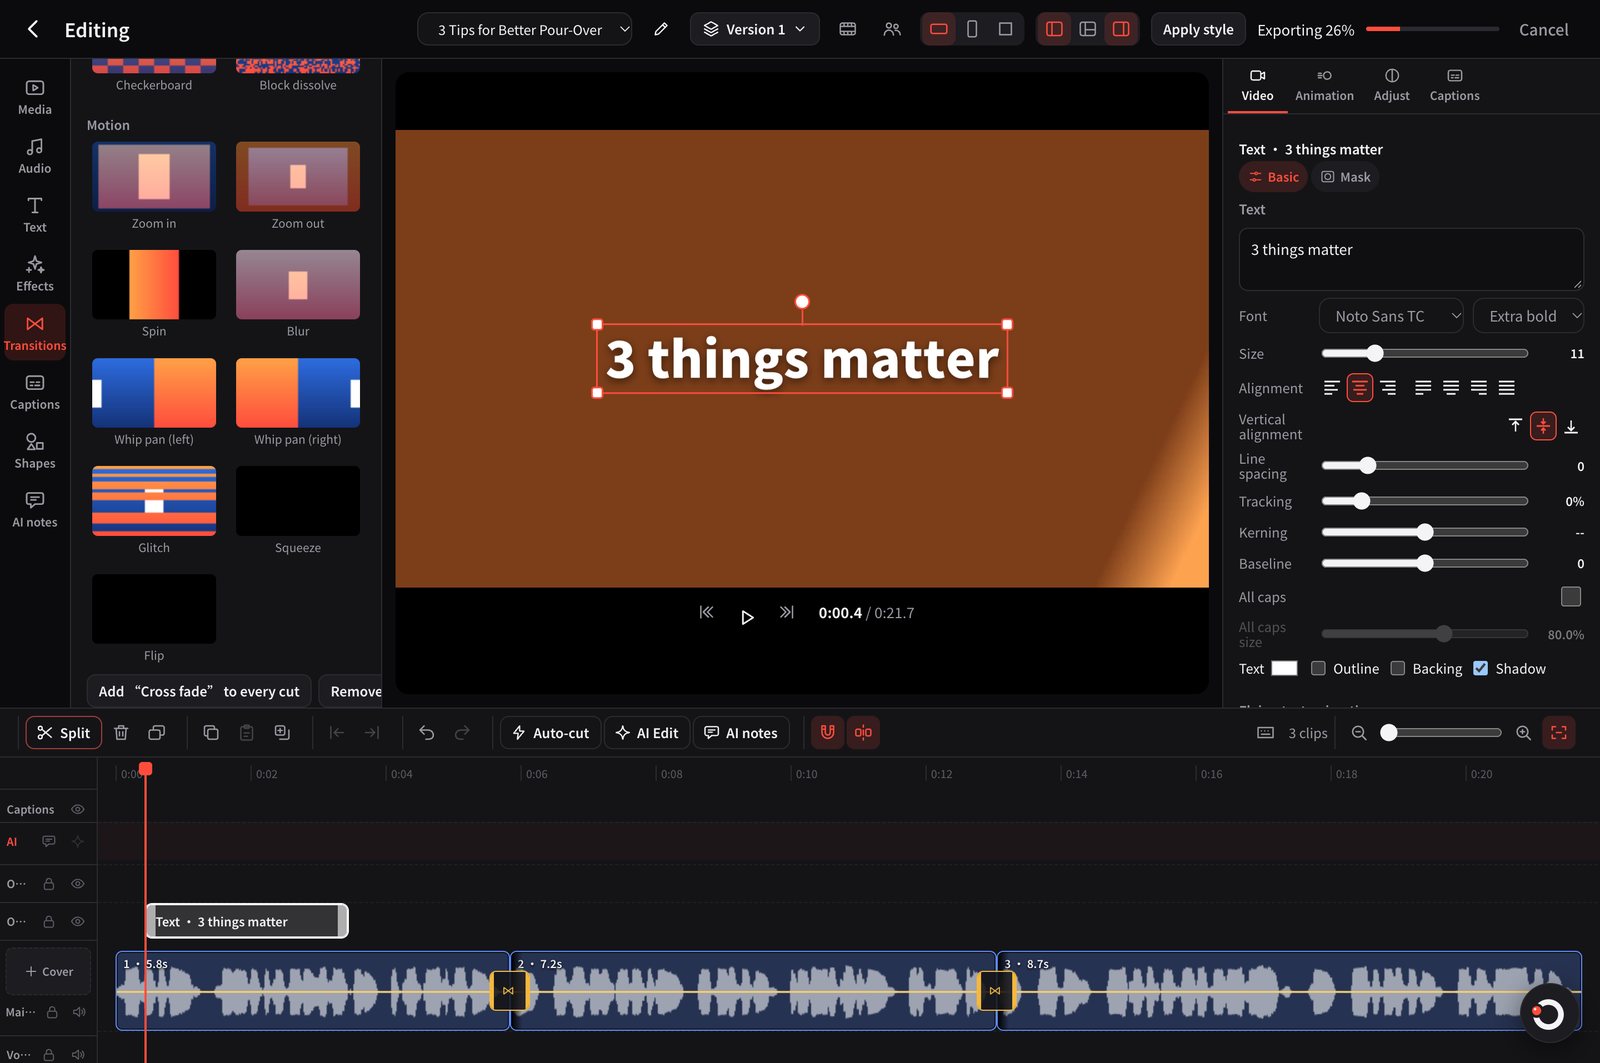 Editing
3 Tips for Better Pour-Over
Version 1
Apply style
Exporting 26%
Cancel
Media
Audio
Text
Effects
Transitions
Captions
Shapes
AI notes
Checkerboard
Block dissolve
Motion
Zoom in
Zoom out
Spin
Blur
Whip pan (left)
Whip pan (right)
Glitch
Squeeze
Flip
Add “Cross fade” to every cut
Remove
3 things matter
0:00.4 / 0:21.7
Video
Animation
Adjust
Captions
Text • 3 things matter
Basic
Mask
Text
3 things matter
Font
Noto Sans TC
Extra bold
Size
11
Alignment
Vertical
alignment
Line
spacing
0
Tracking
0%
Kerning
--
Baseline
0
All caps
All caps
size
80.0%
Text
Outline
Backing
Shadow
Split
Auto-cut
AI Edit
AI notes
3 clips
0:00
0:02
0:04
0:06
0:08
0:10
0:12
0:14
0:16
0:18
0:20
Captions
AI
O···
O···
Text • 3 things matter
+ Cover
1 • 5.8s
2 • 7.2s
3 • 8.7s
Mai···
Vo···